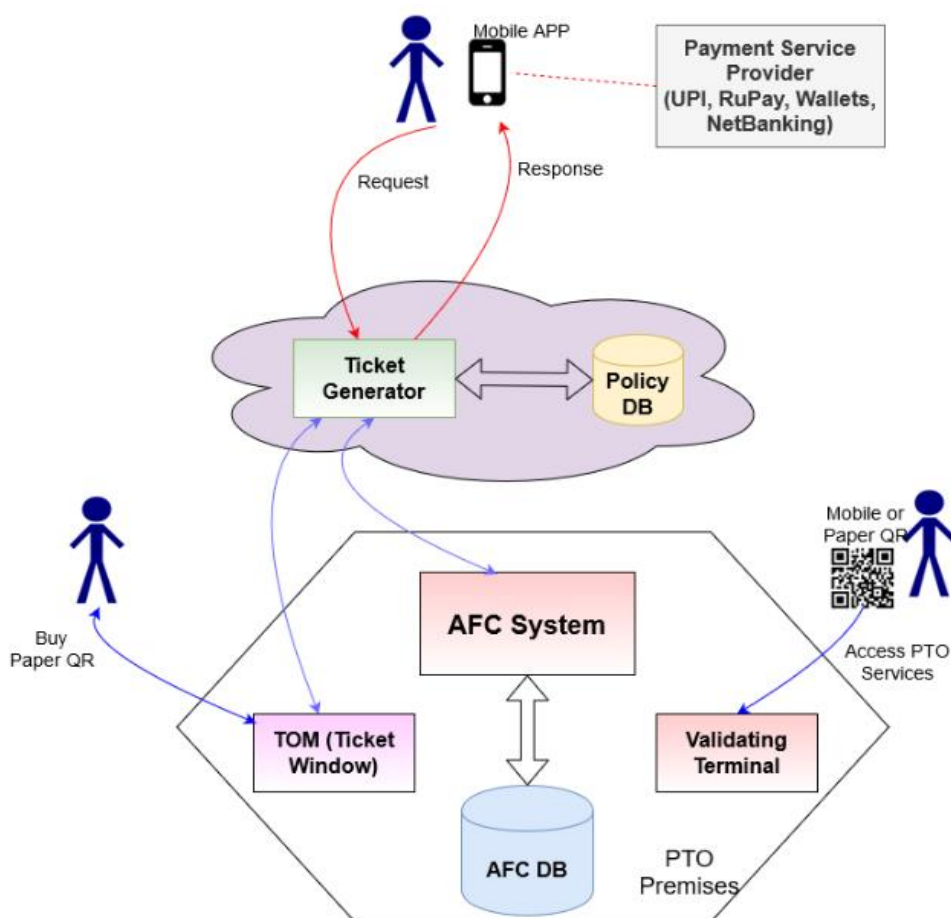 Mobile APP
Payment Service
Provider
(UPI, RuPay, Wallets,
NetBanking)
Request
Response
Ticket
Generator
Policy
DB
Mobile or
Paper QR
AFC System
Buy
Paper QR
Access PTO
Services
TOM (Ticket
Window)
Validating
Terminal
AFC DB
PTO
Premises